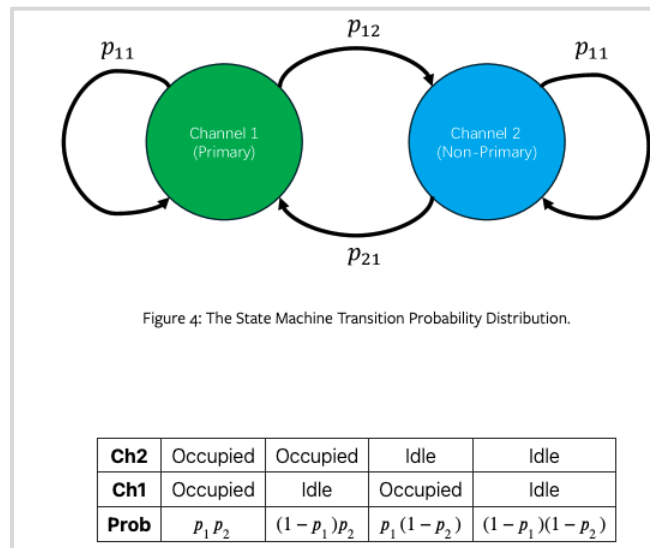 p₁₁ p₁₂ p₁₁
Channel 1
(Primary)
Channel 2
(Non-Primary)
p₂₁
Figure 4: The State Machine Transition Probability Distribution.
Ch2 Occupied Occupied Idle Idle
Ch1 Occupied Idle Occupied Idle
Prob p₁p₂ (1−p₁)p₂ p₁(1−p₂) (1−p₁)(1−p₂)